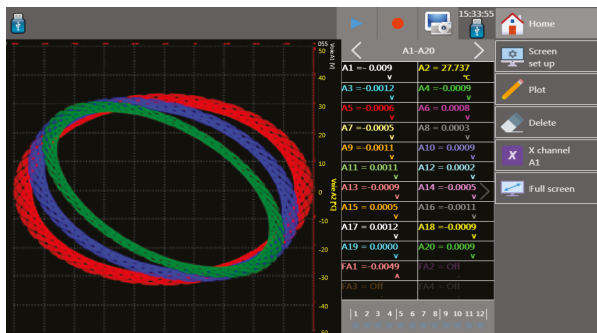 15:33:55
Home
A1-A20
055
50
40
30
20
10
0
-10
-20
-30
-40
-50
Voie:A1 [V]
Voie:A2 [°C]
A1 =- 0.009
V
A2 = 27.737
°C
A3 =-0.0012
V
A4 =-0.0009
V
A5 =-0.0006
V
A6 = 0.0008
V
A7 =-0.0005
V
A8 = 0.0003
V
A9 =-0.0011
V
A10 = 0.0009
V
A11 = 0.0011
V
A12 = 0.0002
V
A13 =-0.0009
V
A14 =-0.0005
V
A15 = 0.0005
V
A16 =-0.0011
V
A17 = 0.0012
V
A18 =-0.0009
V
A19 = 0.0000
V
A20 = 0.0009
V
FA1 =-0.0049
A
FA2 = Off
FA3 = Off
FA4 = Off
|1 2 3 4|5 6 7 8 9 10 11 12|
Screen
set up
Plot
Delete
X
X channel
A1
Full screen